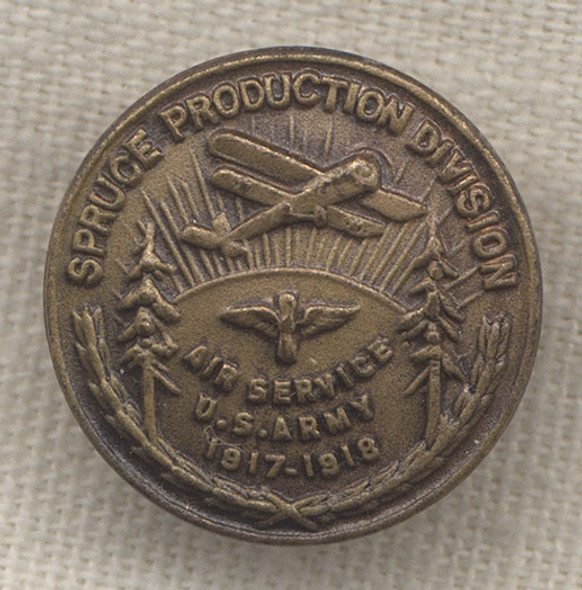 SPRUCE PRODUCTION DIVISION
AIR SERVICE
U.S.ARMY
1917-1918